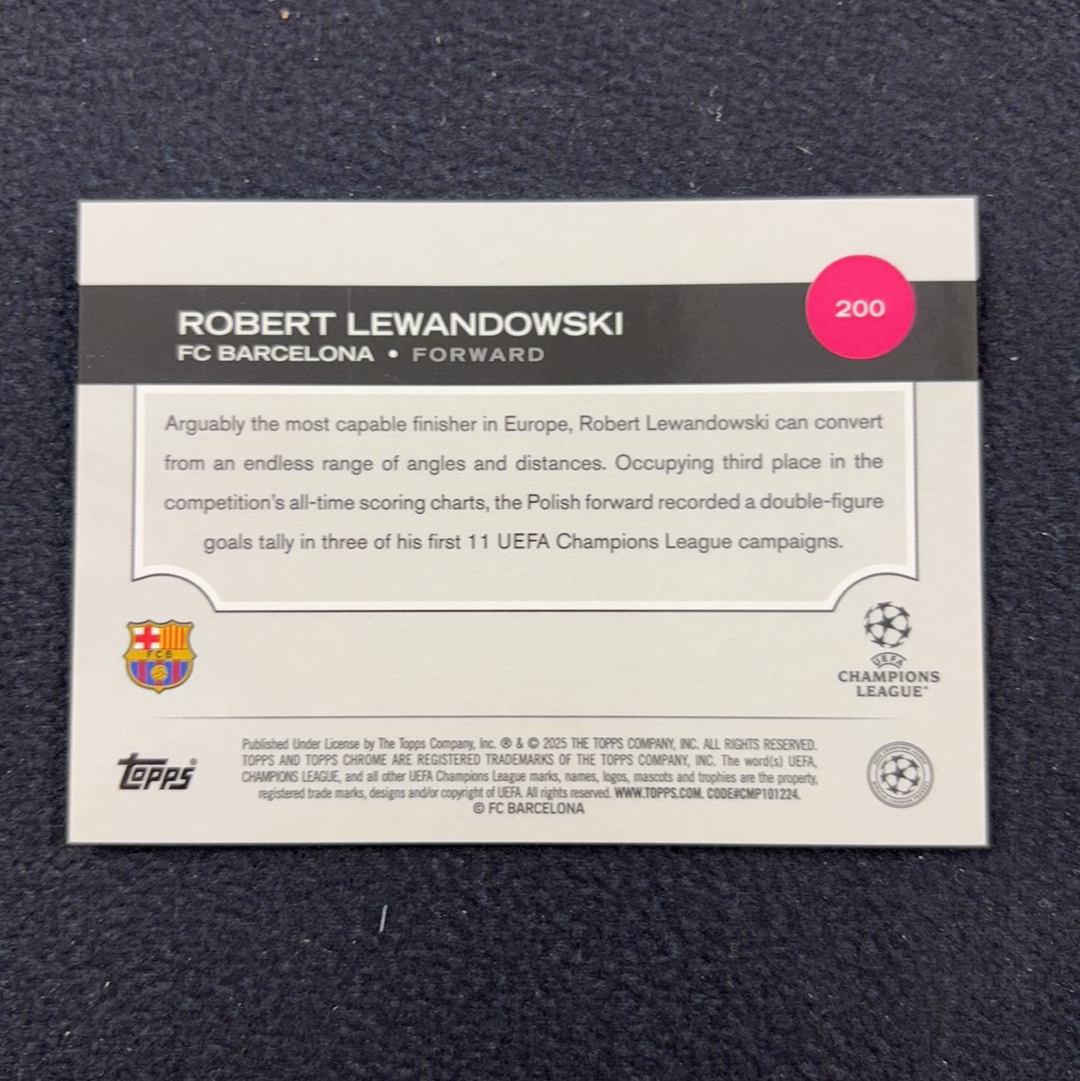 200
ROBERT LEWANDOWSKI
FC BARCELONA • FORWARD
Arguably the most capable finisher in Europe, Robert Lewandowski can convert
from an endless range of angles and distances. Occupying third place in the
competition's all-time scoring charts, the Polish forward recorded a double-figure
goals tally in three of his first 11 UEFA Champions League campaigns.
FCB
UEFA
CHAMPIONS
LEAGUE™
topps®
Published Under License by The Topps Company, Inc. ® & © 2025 THE TOPPS COMPANY, INC. ALL RIGHTS RESERVED.
TOPPS AND TOPPS CHROME ARE REGISTERED TRADEMARKS OF THE TOPPS COMPANY, INC. The word(s) UEFA,
CHAMPIONS LEAGUE, and all other UEFA Champions League marks, names, logos, mascots and trophies are the property,
registered trade marks, designs and/or copyright of UEFA. All rights reserved. WWW.TOPPS.COM. CODE#CMP101224.
© FC BARCELONA